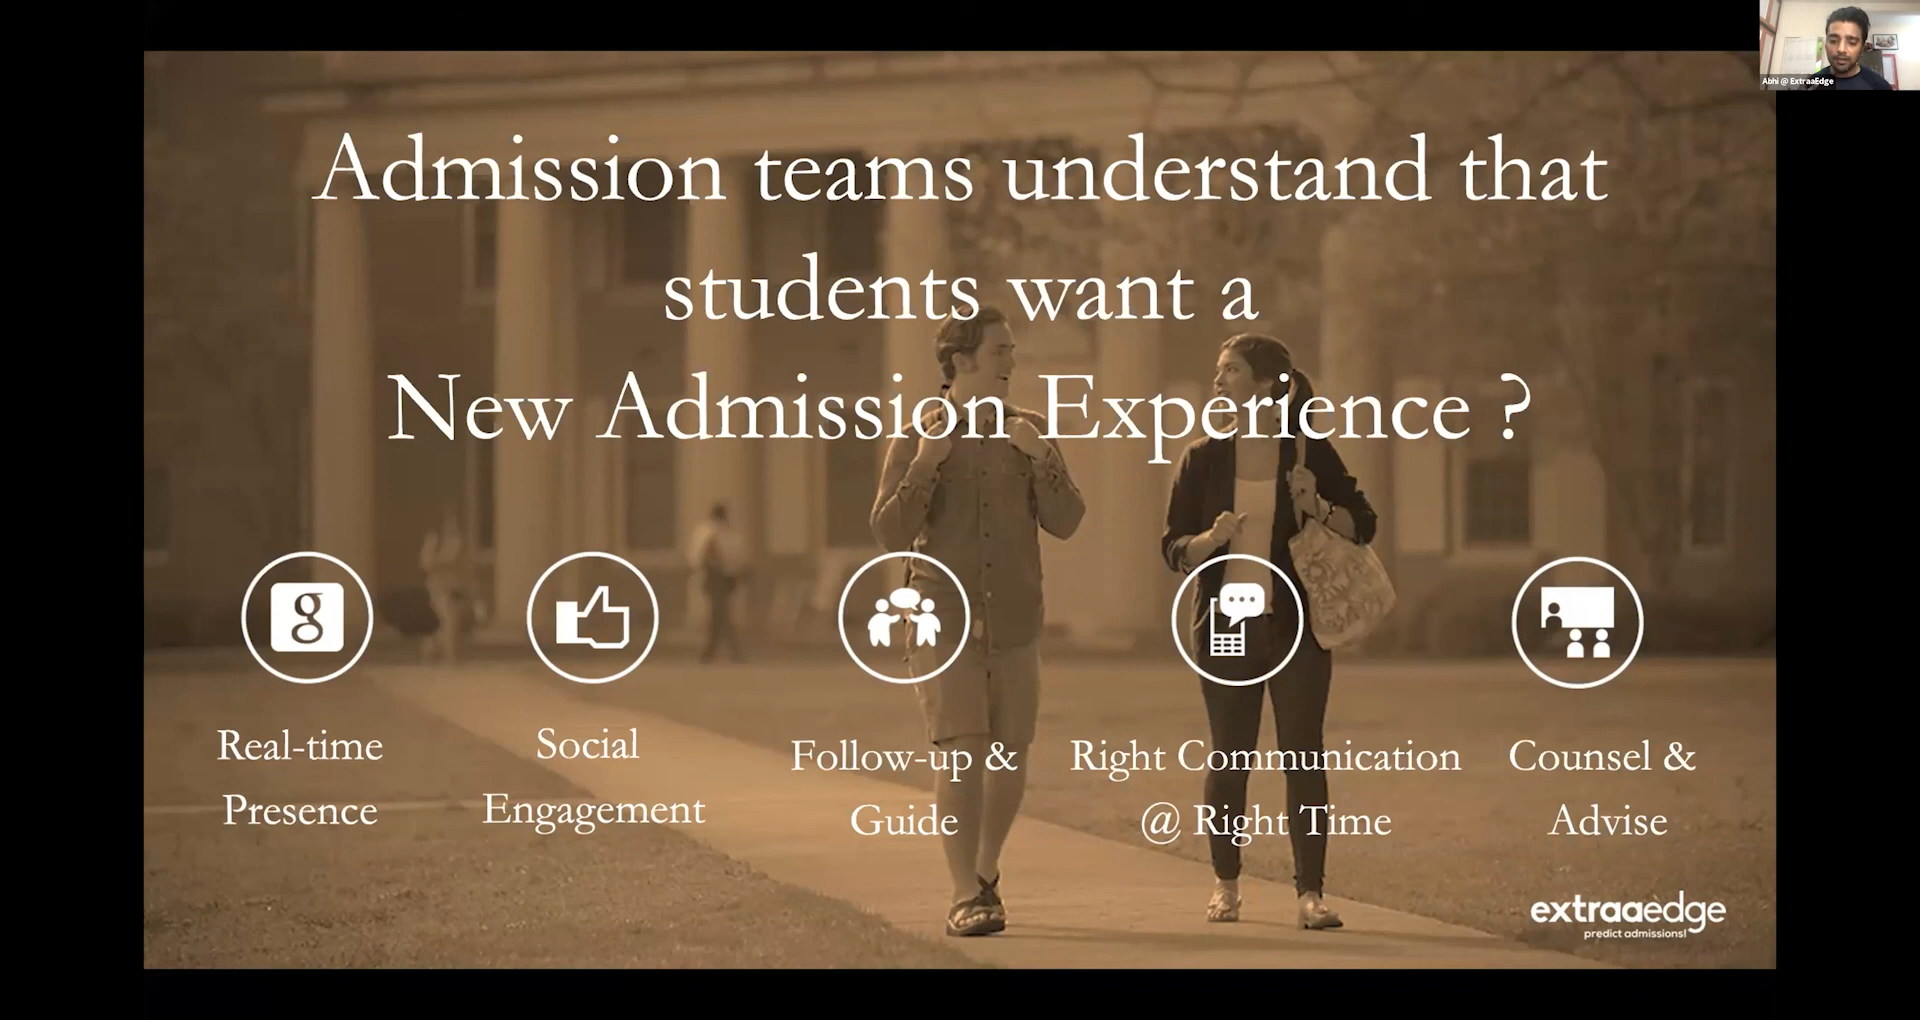 Abhi @ ExtraaEdge
Admission teams understand that
students want a
New Admission Experience ?
g
Real-time
Presence
Social
Engagement
Follow-up &
Guide
Right Communication
@ Right Time
Counsel &
Advise
extraaedge
predict admissions!